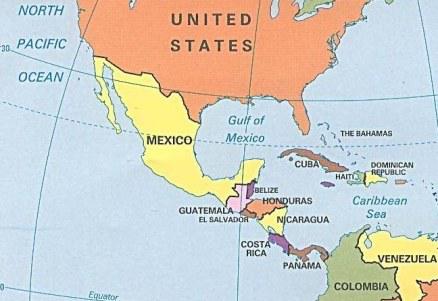 NORTH
PACIFIC
OCEAN
30
UNITED
STATES
Gulf of
Mexico
MEXICO
THE BAHAMAS
CUBA
HAITI
DOMINICAN
REPUBLIC
BELIZE
GUATEMALA
HONDURAS
EL SALVADOR
NICARAGUA
Caribbean
Sea
COSTA
RICA
PANAMA
VENEZUELA
COLOMBIA
0
Equator